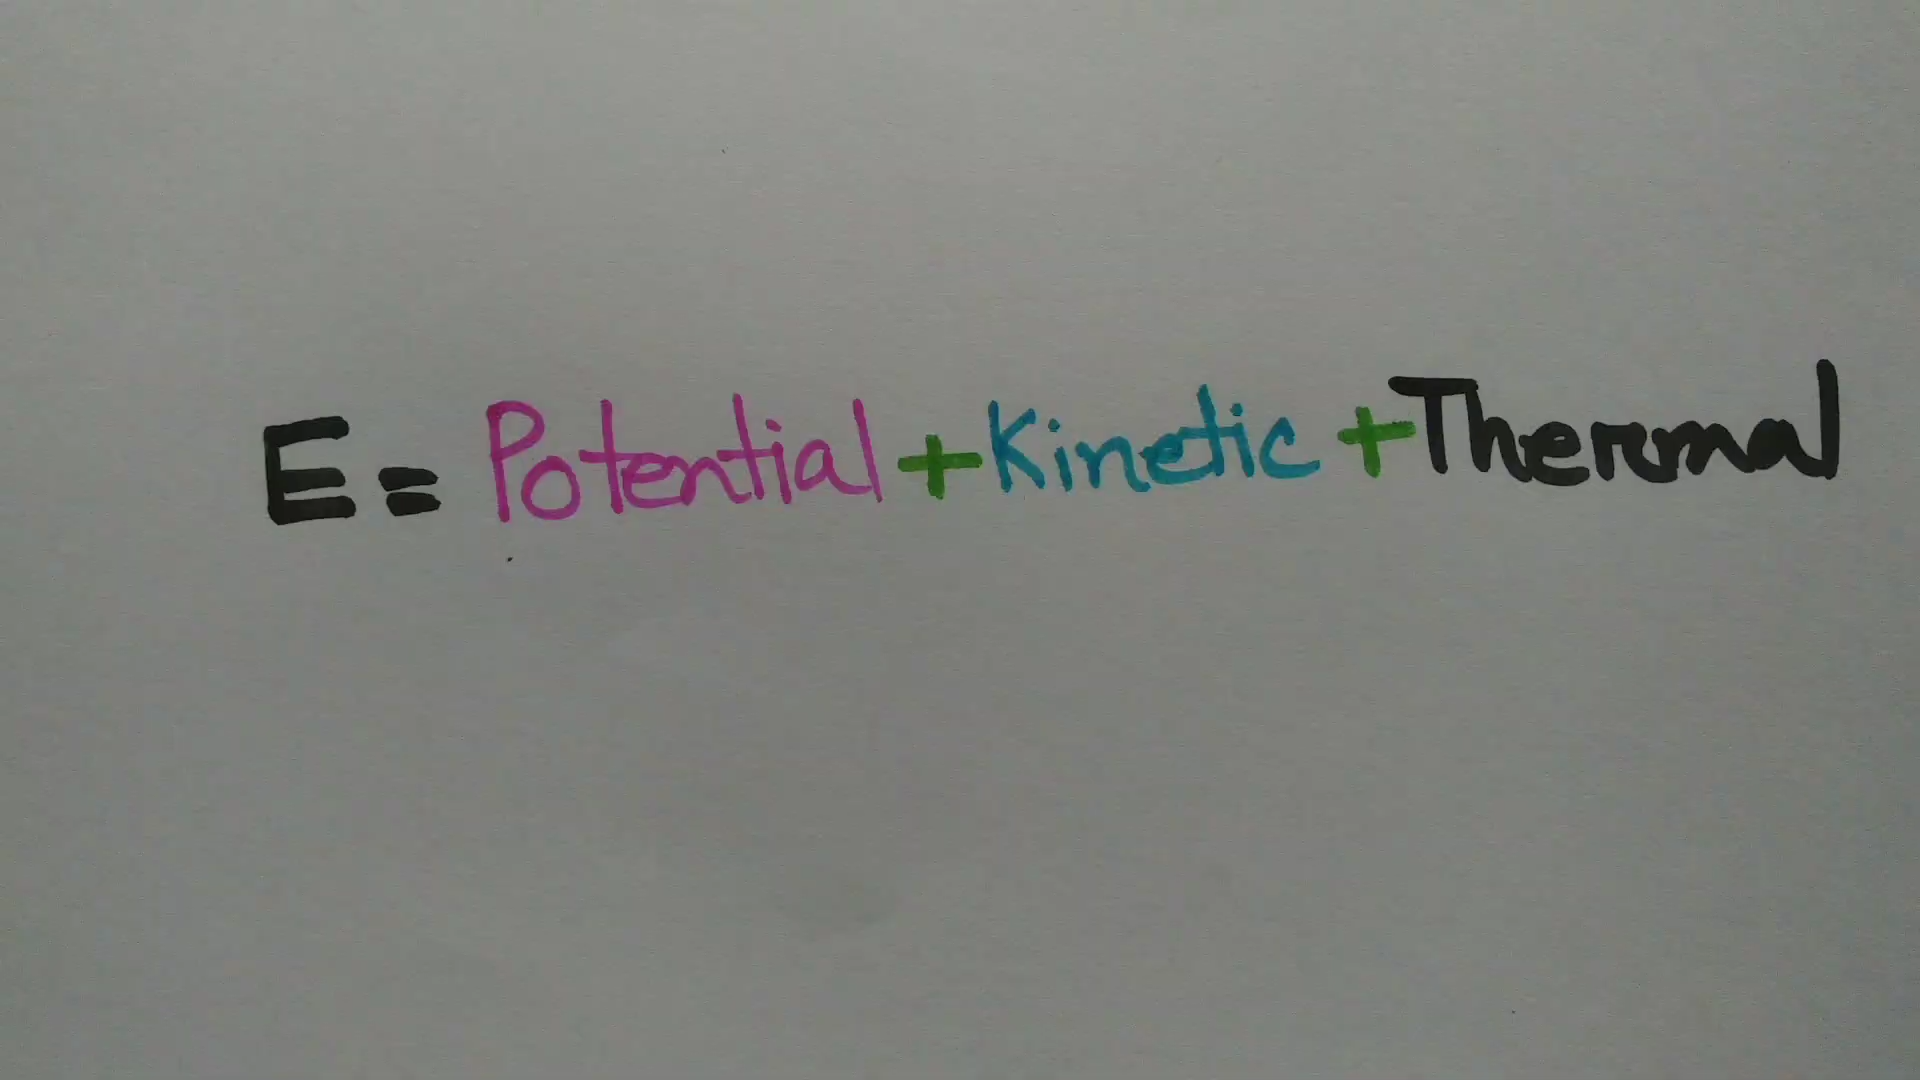 E= Potential + Kinetic + Thermal